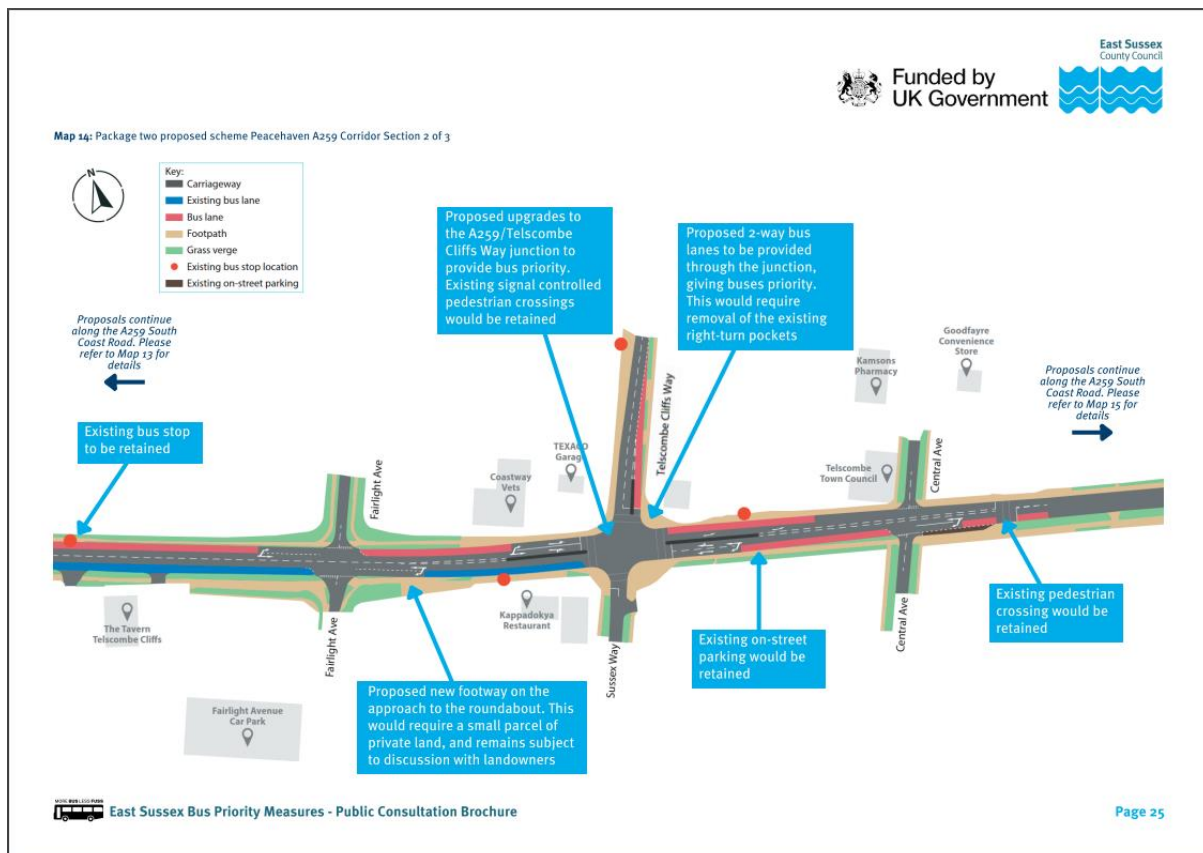 East Sussex
County Council
Funded by
UK Government
Map 14: Package two proposed scheme Peacehaven A259 Corridor Section 2 of 3
N
Key:
Carriageway
Existing bus lane
Bus lane
Footpath
Grass verge
Existing bus stop location
Existing on-street parking
Proposed upgrades to
the A259/Telscombe
Cliffs Way junction to
provide bus priority.
Existing signal controlled
pedestrian crossings
would be retained
Proposed 2-way bus
lanes to be provided
through the junction,
giving buses priority.
This would require
removal of the existing
right-turn pockets
Proposals continue
along the A259 South
Coast Road. Please
refer to Map 13 for
details
Goodfayre
Convenience
Store
Kamsons
Pharmacy
Proposals continue
along the A259 South
Coast Road. Please
refer to Map 15 for
details
Existing bus stop
to be retained
TEXACO
Garage
Coastway
Vets
Telscombe Cliffs Way
Telscombe
Town Council
Central Ave
Fairlight Ave
The Tavern
Telscombe Cliffs
Fairlight Ave
Kappadokya
Restaurant
Sussex Way
Existing on-street
parking would be
retained
Central Ave
Existing pedestrian
crossing would be
retained
Fairlight Avenue
Car Park
Proposed new footway on the
approach to the roundabout. This
would require a small parcel of
private land, and remains subject
to discussion with landowners
MORE BUS LESS FUSS
East Sussex Bus Priority Measures - Public Consultation Brochure
Page 25